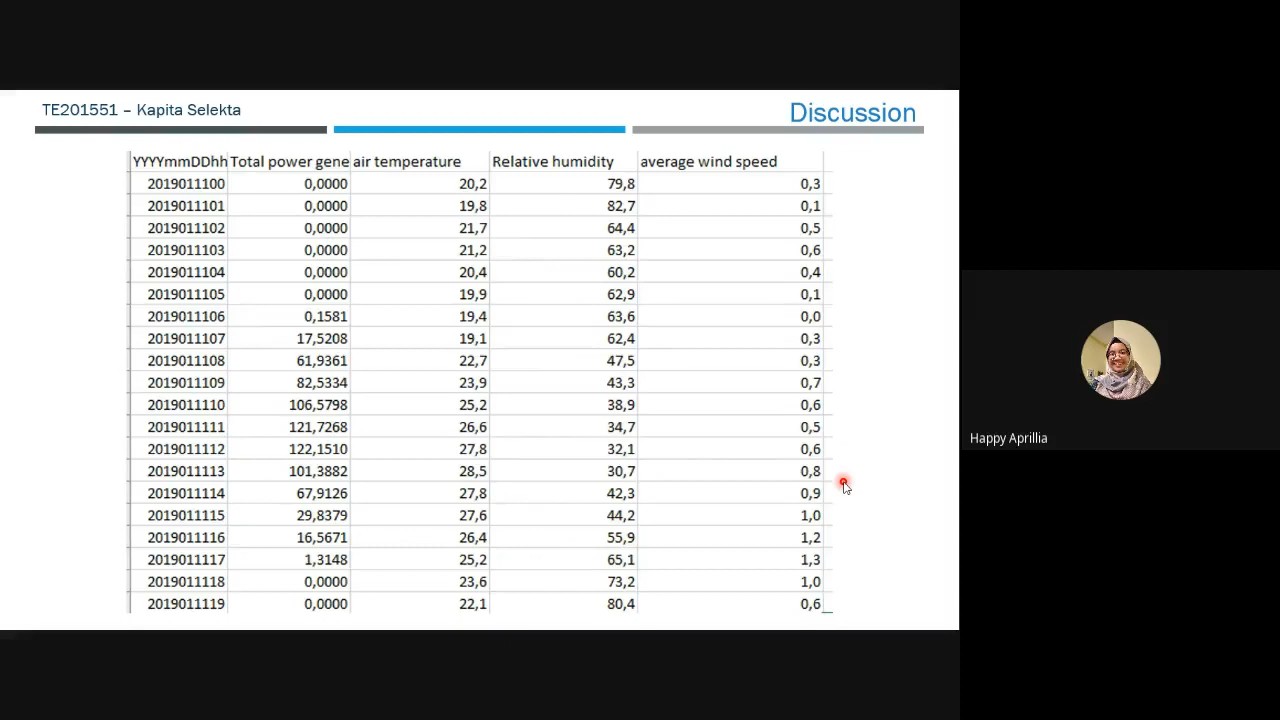 TE201551 – Kapita Selekta
Discussion
YYYYmmDDhh Total power gene air temperature Relative humidity average wind speed
2019011100 0,0000 20,2 79,8 0,3
2019011101 0,0000 19,8 82,7 0,1
2019011102 0,0000 21,7 64,4 0,5
2019011103 0,0000 21,2 63,2 0,6
2019011104 0,0000 20,4 60,2 0,4
2019011105 0,0000 19,9 62,9 0,1
2019011106 0,1581 19,4 63,6 0,0
2019011107 17,5208 19,1 62,4 0,3
2019011108 61,9361 22,7 47,5 0,3
2019011109 82,5334 23,9 43,3 0,7
2019011110 106,5798 25,2 38,9 0,6
2019011111 121,7268 26,6 34,7 0,5
2019011112 122,1510 27,8 32,1 0,6
2019011113 101,3882 28,5 30,7 0,8
2019011114 67,9126 27,8 42,3 0,9
2019011115 29,8379 27,6 44,2 1,0
2019011116 16,5671 26,4 55,9 1,2
2019011117 1,3148 25,2 65,1 1,3
2019011118 0,0000 23,6 73,2 1,0
2019011119 0,0000 22,1 80,4 0,6
Happy Aprillia